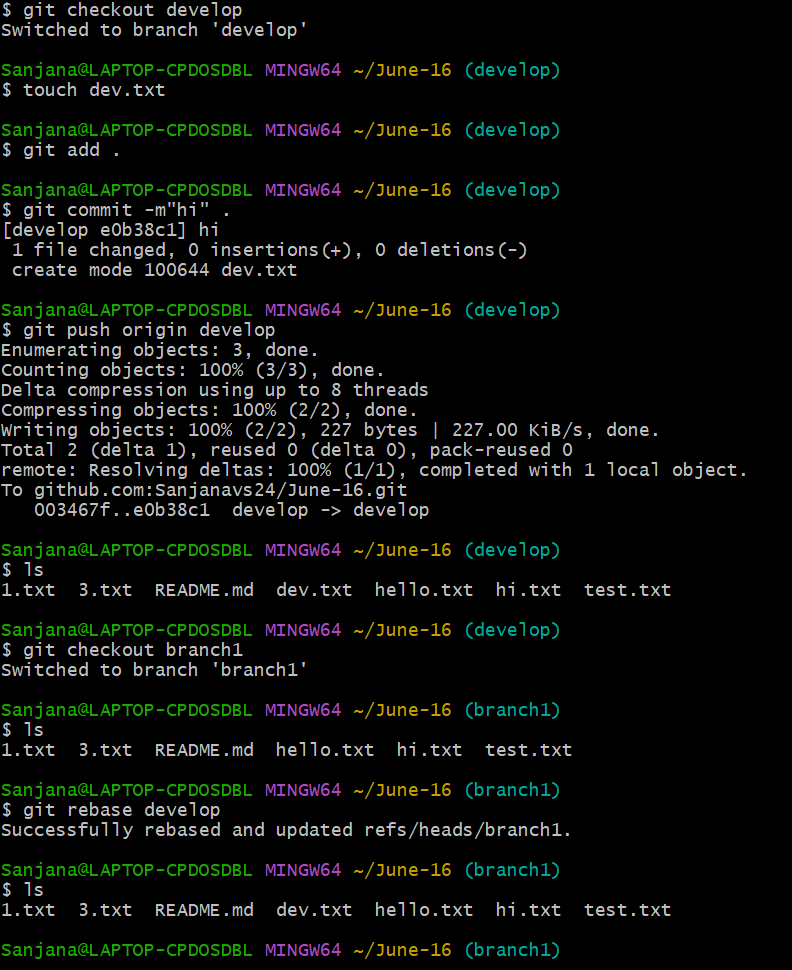 $ git checkout develop
Switched to branch 'develop'
Sanjana@LAPTOP-CPDOSDBL MINGW64 ~/June-16 (develop)
$ touch dev.txt
Sanjana@LAPTOP-CPDOSDBL MINGW64 ~/June-16 (develop)
$ git add .
Sanjana@LAPTOP-CPDOSDBL MINGW64 ~/June-16 (develop)
$ git commit -m"hi" .
[develop e0b38c1] hi
 1 file changed, 0 insertions(+), 0 deletions(-)
 create mode 100644 dev.txt
Sanjana@LAPTOP-CPDOSDBL MINGW64 ~/June-16 (develop)
$ git push origin develop
Enumerating objects: 3, done.
Counting objects: 100% (3/3), done.
Delta compression using up to 8 threads
Compressing objects: 100% (2/2), done.
Writing objects: 100% (2/2), 227 bytes | 227.00 KiB/s, done.
Total 2 (delta 1), reused 0 (delta 0), pack-reused 0
remote: Resolving deltas: 100% (1/1), completed with 1 local object.
To github.com:Sanjanavs24/June-16.git
   003467f..e0b38c1  develop -> develop
Sanjana@LAPTOP-CPDOSDBL MINGW64 ~/June-16 (develop)
$ ls
1.txt  3.txt  README.md  dev.txt  hello.txt  hi.txt  test.txt
Sanjana@LAPTOP-CPDOSDBL MINGW64 ~/June-16 (develop)
$ git checkout branch1
Switched to branch 'branch1'
Sanjana@LAPTOP-CPDOSDBL MINGW64 ~/June-16 (branch1)
$ ls
1.txt  3.txt  README.md  hello.txt  hi.txt  test.txt
Sanjana@LAPTOP-CPDOSDBL MINGW64 ~/June-16 (branch1)
$ git rebase develop
Successfully rebased and updated refs/heads/branch1.
Sanjana@LAPTOP-CPDOSDBL MINGW64 ~/June-16 (branch1)
$ ls
1.txt  3.txt  README.md  dev.txt  hello.txt  hi.txt  test.txt
Sanjana@LAPTOP-CPDOSDBL MINGW64 ~/June-16 (branch1)